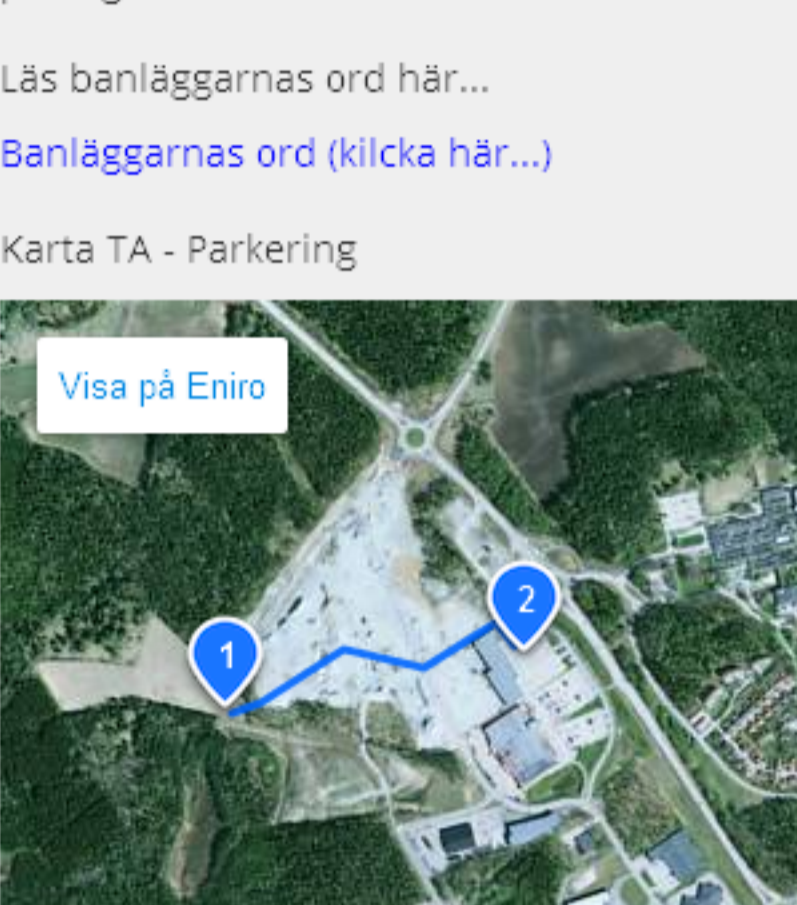 Läs banläggarnas ord här...
Banläggarnas ord (kilcka här...)
Karta TA - Parkering
Visa på Eniro
2
1